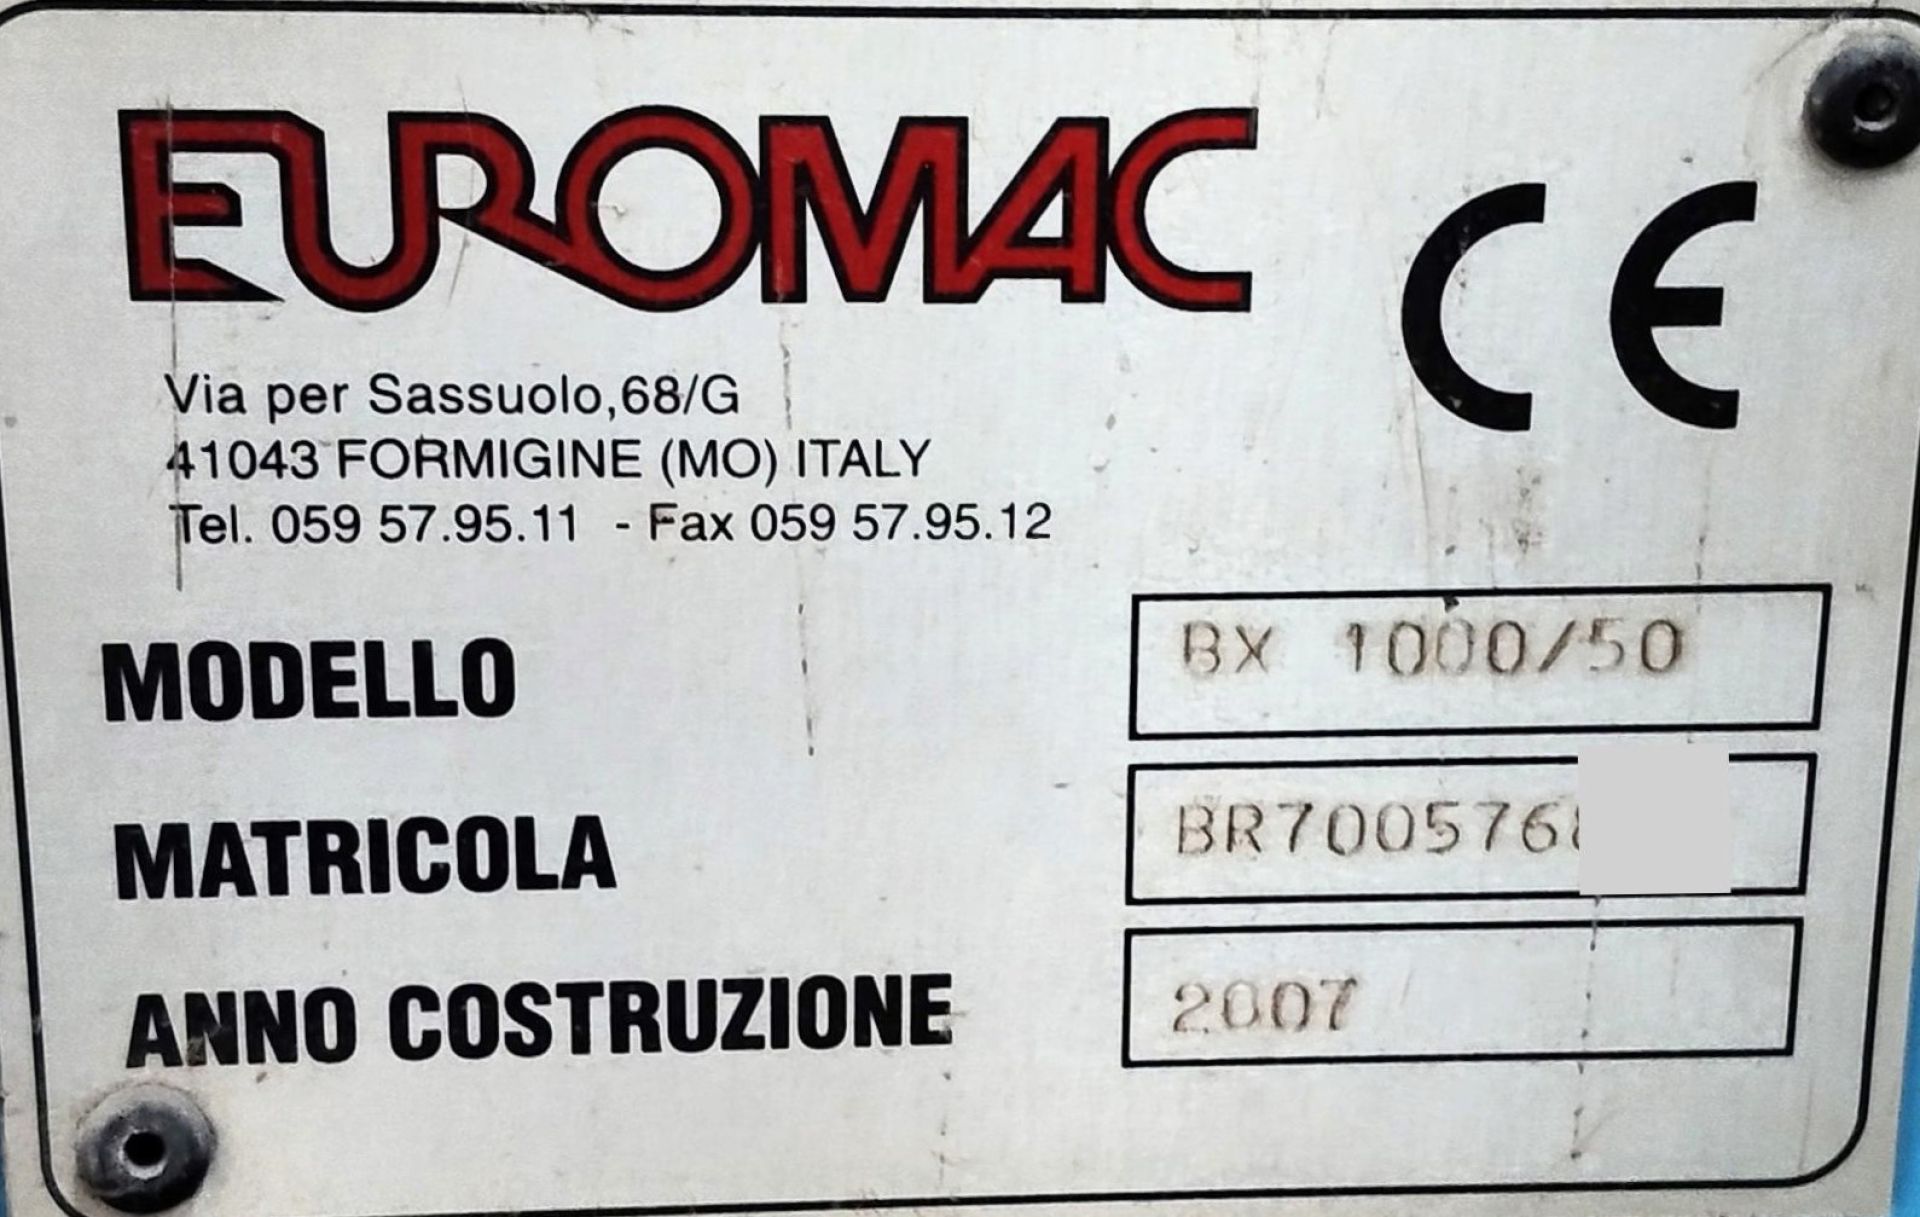 EUROMAC
CE
Via per Sassuolo,68/G
41043 FORMIGINE (MO) ITALY
Tel. 059 57.95.11 - Fax 059 57.95.12
MODELLO BX 1000/50
MATRICOLA
ANNO COSTRUZIONE 2007